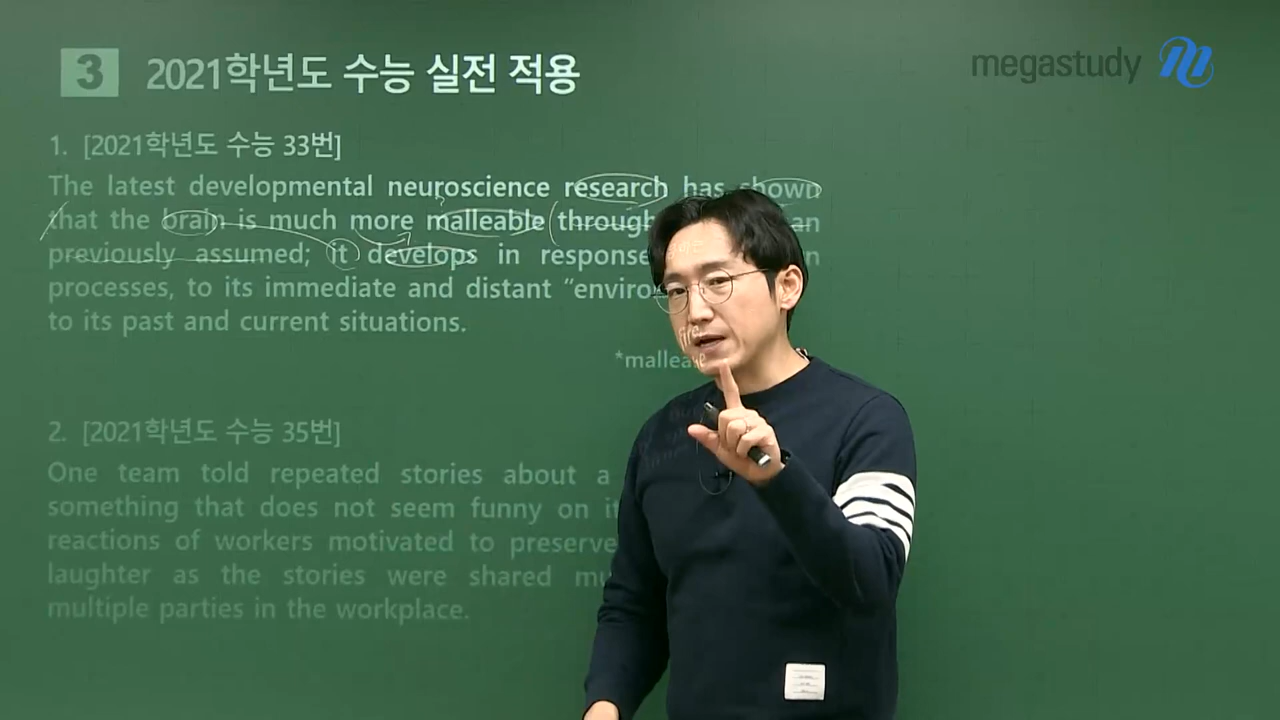 3 2021학년도 수능 실전 적용
megastudy
1. [2021학년도 수능 33번]
The latest developmental neuroscience research has shown
that the brain is much more malleable through
previously assumed; it develops in response
processes, to its immediate and distant “enviro
to its past and current situations.
*mallea
2. [2021학년도 수능 35번]
One team told repeated stories about a
something that does not seem funny on
reactions of workers motivated to preserve
laughter as the stories were shared
multiple parties in the workplace.